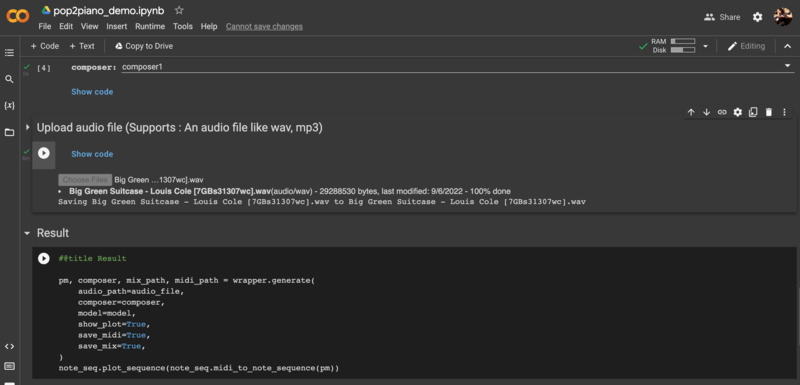 pop2piano_demo.ipynb
File Edit View Insert Runtime Tools Help Cannot save changes
Share
+ Code + Text Copy to Drive
RAM
Disk
Editing
[4] composer: composer1
Show code
Upload audio file (Supports : An audio file like wav, mp3)
{x}
Show code
Choose Files Big Green ...1307wc].wav
• Big Green Suitcase - Louis Cole [7GBs31307wc].wav(audio/wav) - 29288530 bytes, last modified: 9/6/2022 - 100% done
Saving Big Green Suitcase - Louis Cole [7GBs31307wc].wav to Big Green Suitcase - Louis Cole [7GBs31307wc].wav
Result
##@title Result
pm, composer, mix_path, midi_path = wrapper.generate(
audio_path=audio_file,
composer=composer,
model=model,
show_plot=True,
save_midi=True,
save_mix=True,
)
note_seq.plot_sequence(note_seq.midi_to_note_sequence(pm))